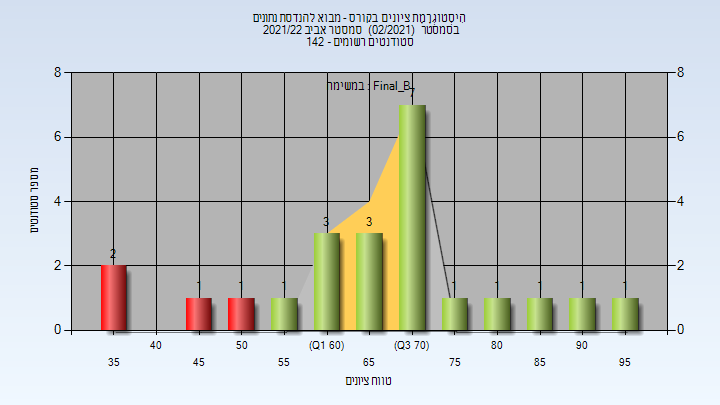 היסטוגרמת ציונים בקורס - מבוא להנדסת נתונים
בסמסטר (02/2021) סמסטר אביב 2021/22
סטודנטים רשומים - 142
במשימה : Final_B
8 8
7
6 6
מספר סטודנטים
4 4
3 3
2
2 2
1 1 1 1 1 1 1 1
0 0
40 50 (Q1 60) (Q3 70) 80 90
35 45 55 65 75 85 95
טווח ציונים